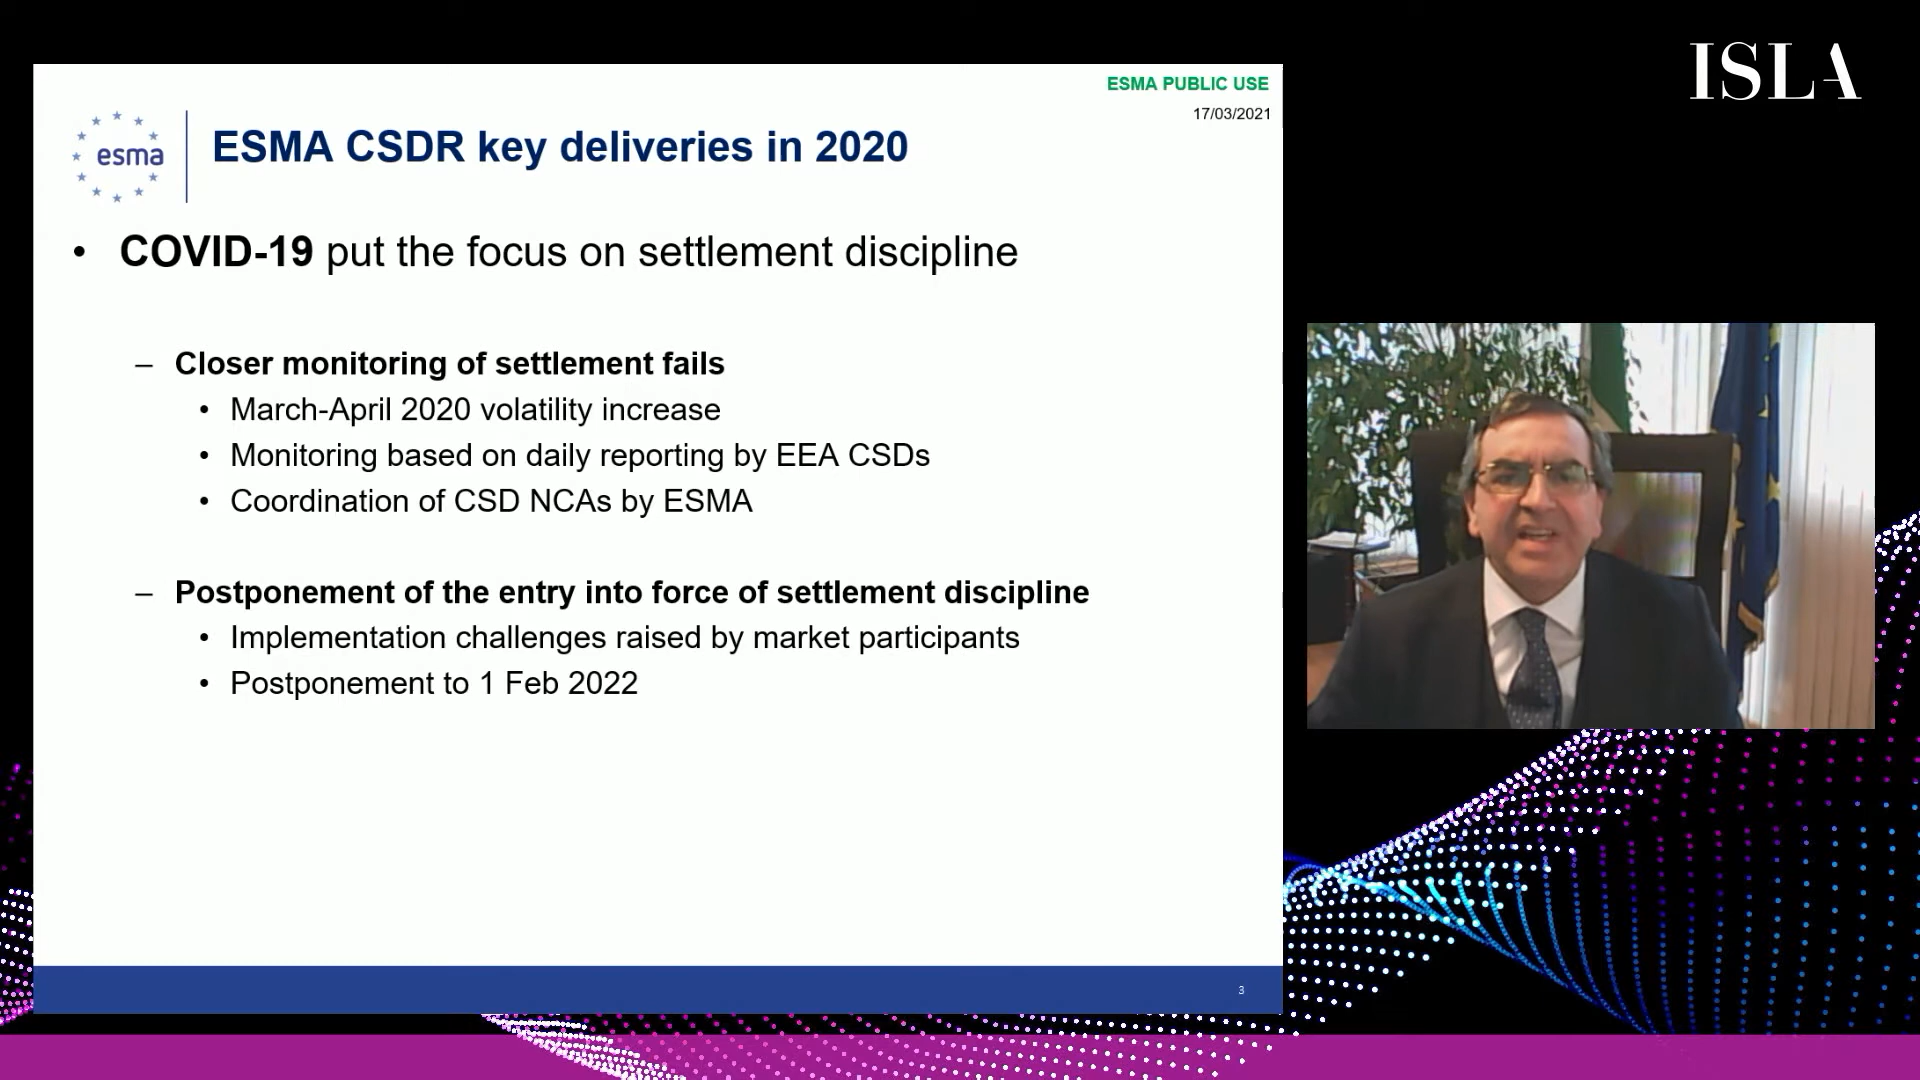 ISLA
ESMA PUBLIC USE
17/03/2021
esma
ESMA CSDR key deliveries in 2020
• COVID-19 put the focus on settlement discipline
– Closer monitoring of settlement fails
• March-April 2020 volatility increase
• Monitoring based on daily reporting by EEA CSDs
• Coordination of CSD NCAs by ESMA
– Postponement of the entry into force of settlement discipline
• Implementation challenges raised by market participants
• Postponement to 1 Feb 2022
3